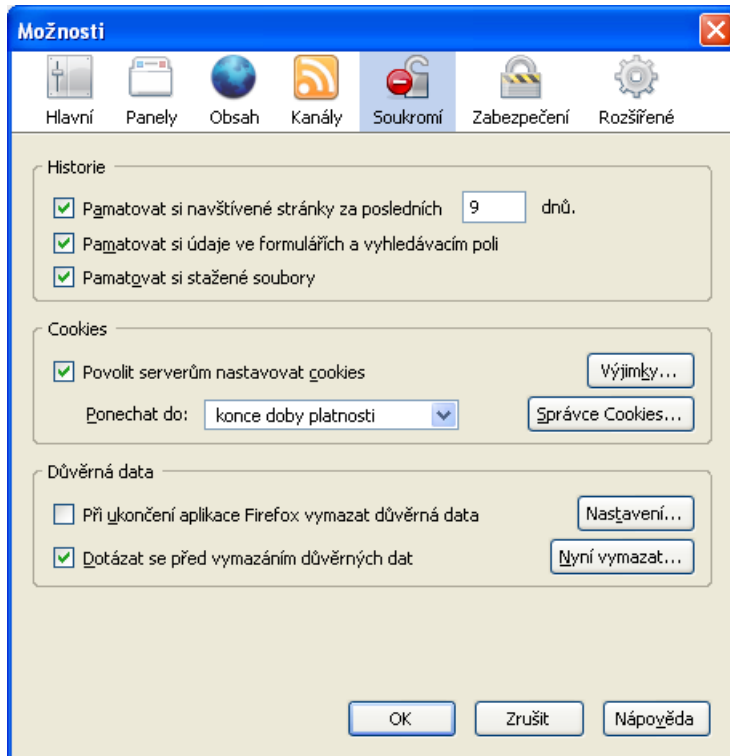 Možnosti
Hlavní Panely Obsah Kanály Soukromí Zabezpečení Rozšířené
Historie
Pamatovat si navštívené stránky za posledních 9 dnů.
Pamatovat si údaje ve formulářích a vyhledávacím poli
Pamatovat si stažené soubory
Cookies
Povolit serverům nastavovat cookies Výjimky...
Ponechat do: konce doby platnosti Správce Cookies...
Důvěrná data
Při ukončení aplikace Firefox vymazat důvěrná data Nastavení...
Dotázat se před vymazáním důvěrných dat Nyní vymazat...
OK Zrušit Nápověda